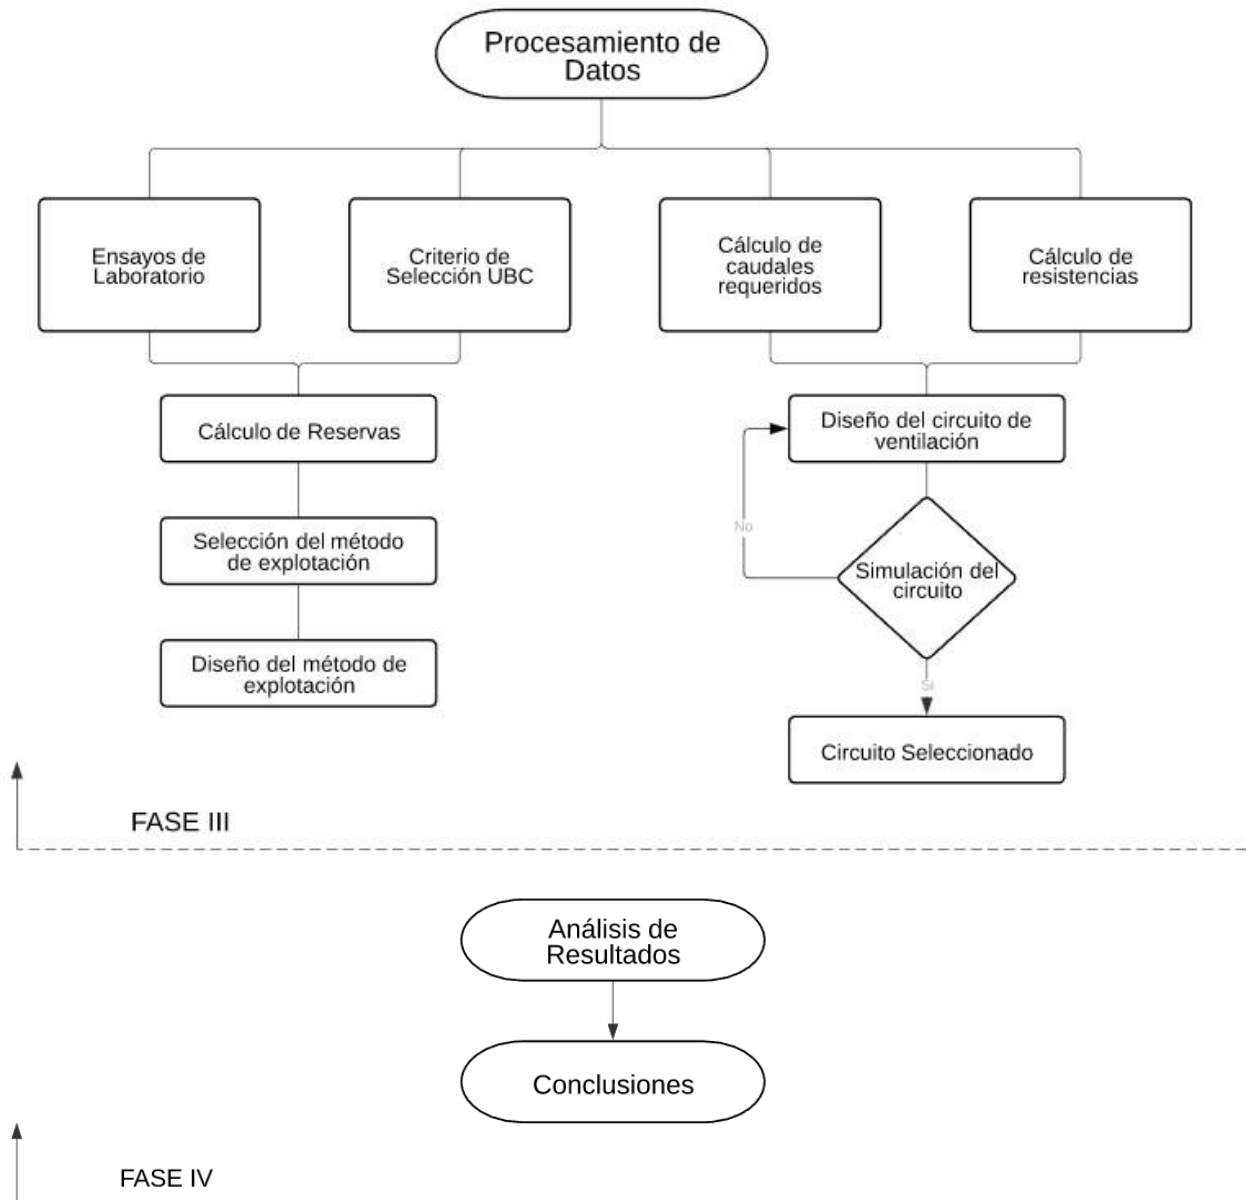 Procesamiento de
Datos
Ensayos de
Laboratorio
Criterio de
Selección UBC
Cálculo de
caudales
requeridos
Cálculo de
resistencias
Cálculo de Reservas
Diseño del circuito de
ventilación
No
Selección del método
de explotación
Simulación del
circuito
Diseño del método de
explotación
Si
Circuito Seleccionado
FASE III
Análisis de
Resultados
Conclusiones
FASE IV